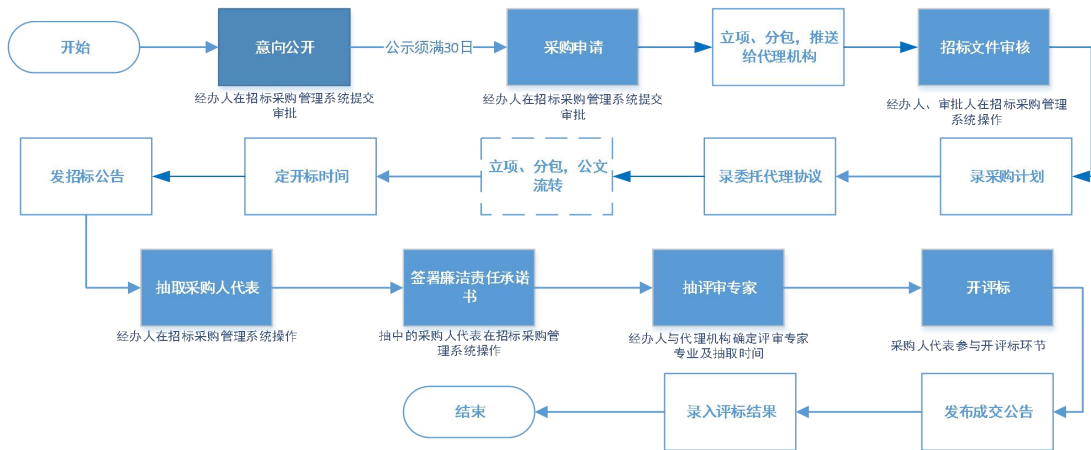 开始
意向公开
公示须满30日
采购申请
立项、分包，推送
给代理机构
招标文件审核
经办人在招标采购管理系统提交
审批
经办人在招标采购管理系统提交
审批
经办人、审批人在招标采购管理
系统操作
发招标公告
定开标时间
立项、分包，公文
流转
录委托代理协议
录采购计划
抽取采购人代表
签署廉洁责任承诺
书
抽评审专家
开评标
经办人在招标采购管理系统操作
抽中的采购人代表在招标采购管
理系统操作
经办人与代理机构确定评审专家
专业及抽取时间
采购人代表参与开评标环节
结束
录入评标结果
发布成交公告